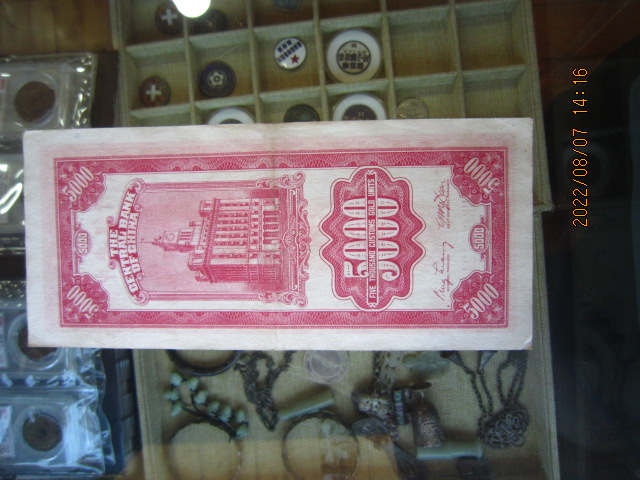 5000
5000
THE
CENTRAL BANK
OF CHINA
5000
5000
5000
FIVE THOUSAND CUSTOMS GOLD UNITS
5000
5000
5000
2022/08/07 14:16